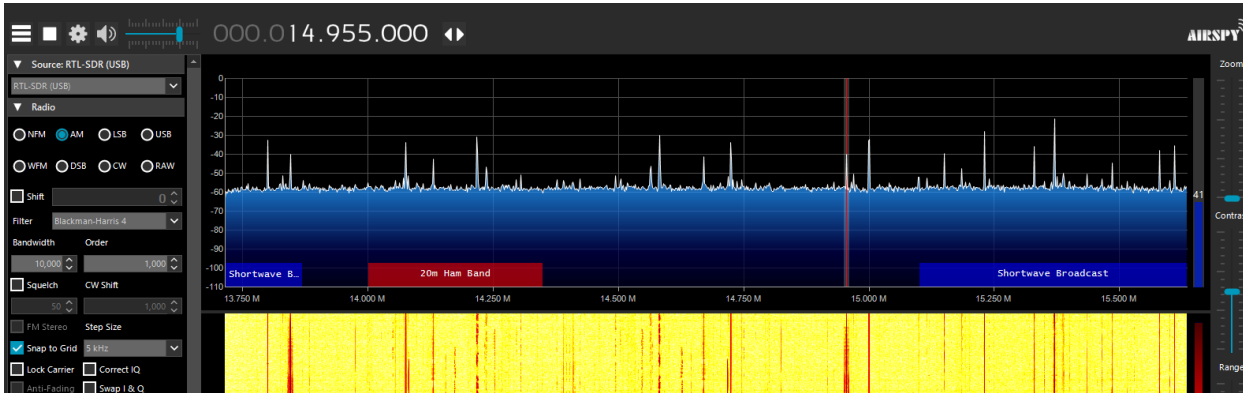 000.014.955.000
AIRSPY
Source: RTL-SDR (USB)
RTL-SDR (USB)
Radio
NFM AM LSB USB
WFM DSB CW RAW
Shift 0
Filter Blackman-Harris 4
Bandwidth Order
10,000 1,000
Squelch CW Shift
50 1,000
FM Stereo Step Size
Snap to Grid 5 kHz
Lock Carrier Correct IQ
Anti-Fading Swap I & Q
0
-10
-20
-30
-40
-50
-60
-70
-80
-90
-100
-110
Shortwave B... 20m Ham Band Shortwave Broadcast
13.750 M 14.000 M 14.250 M 14.500 M 14.750 M 15.000 M 15.250 M 15.500 M
41
Zoom
Contras
Range